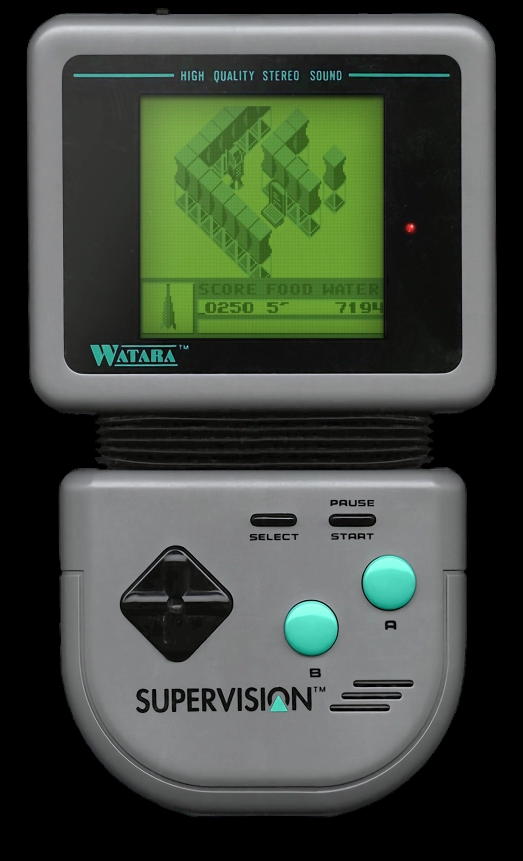 HIGH QUALITY STEREO SOUND
SCORE FOOD WATER
0250 5 7194
WATARA™
PAUSE
SELECT START
A
B
SUPERVISION™